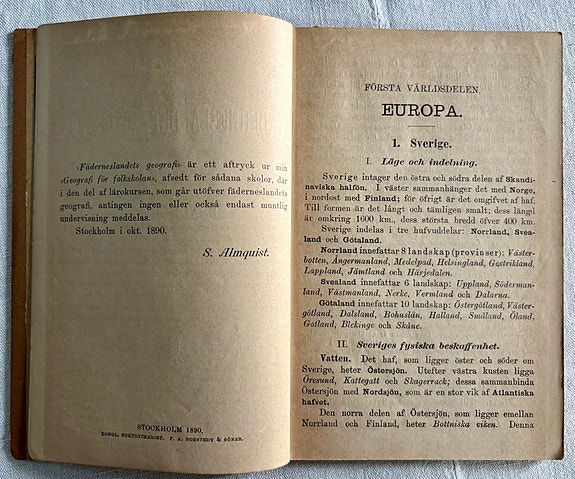 »Fäderneslandets geografi» är ett aftryck ur min
»Geografi för folkskolan», afsedt för sådana skolor, där
i den del af lärokursen, som går utöfver fäderneslandets
geografi, antingen ingen eller också endast muntlig
undervisning meddelas.
Stockholm i okt. 1890.
S. Almquist.
STOCKHOLM 1890.
KONGL. BOKTRYCKERIET. P. A. NORSTEDT & SÖNER.
FÖRSTA VÄRLDSDELEN.
EUROPA.
1. Sverige.
I. Läge och indelning.
Sverige intager den östra och södra delen af Skandi-
naviska halfön. I väster sammanhänger det med Norge,
i nordost med Finland; för öfrigt är det omgifvet af haf.
Till formen är det långt och tämligen smalt; dess längd
är omkring 1600 km., dess största bredd öfver 400 km.
Sverige indelas i tre hufvuddelar: Norrland, Svea-
land och Götaland.
Norrland innefattar 8 landskap (provinser): Väster-
botten, Ångermanland, Medelpad, Helsingland, Gestrikland,
Lappland, Jämtland och Härjedalen.
Svealand innefattar 6 landskap: Uppland, Söderman-
land, Västmanland, Nerke, Vermland och Dalarna.
Götaland innefattar 10 landskap: Östergötland, Väster-
götland, Dalsland, Bohuslän, Halland, Småland, Öland,
Gotland, Blekinge och Skåne.
II. Sveriges fysiska beskaffenhet.
Vatten. Det haf, som ligger öster och söder om
Sverige, heter Östersjön. Utefter västra kusten ligga
Öresund, Kattegatt och Skagerrack; dessa sammanbinda
Östersjön med Nordsjön, som är en stor vik af Atlantiska
hafvet.
Den norra delen af Östersjön, som ligger emellan
Norrland och Finland, heter Bottniska viken. Denna